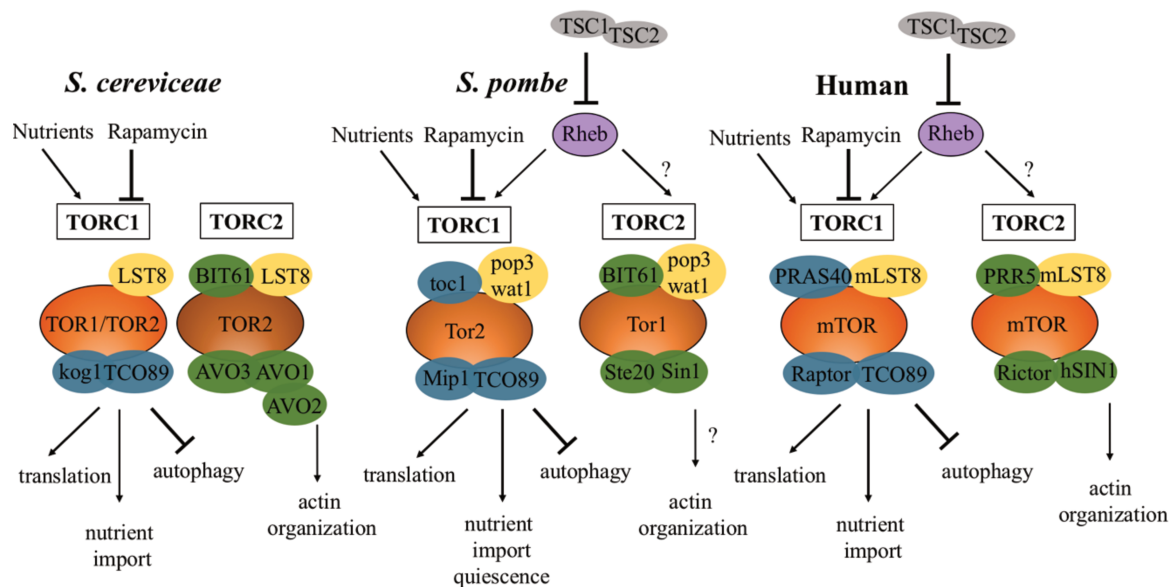 S. cereviceae
Nutrients
Rapamycin
TORC1
TORC2
LST8
BIT61
LST8
TOR1/TOR2
TOR2
kog1
TCO89
AVO3
AVO1
AVO2
translation
autophagy
nutrient
import
actin
organization
TSC1
TSC2
S. pombe
Rheb
Nutrients
Rapamycin
?
TORC1
TORC2
toc1
pop3
wat1
BIT61
pop3
wat1
Tor2
Tor1
Mip1
TCO89
Ste20
Sin1
translation
autophagy
?
nutrient
import
quiescence
actin
organization
TSC1
TSC2
Human
Rheb
Nutrients
Rapamycin
?
TORC1
TORC2
PRAS40
mLST8
PRR5
mLST8
mTOR
mTOR
Raptor
TCO89
Rictor
hSIN1
translation
autophagy
nutrient
import
actin
organization